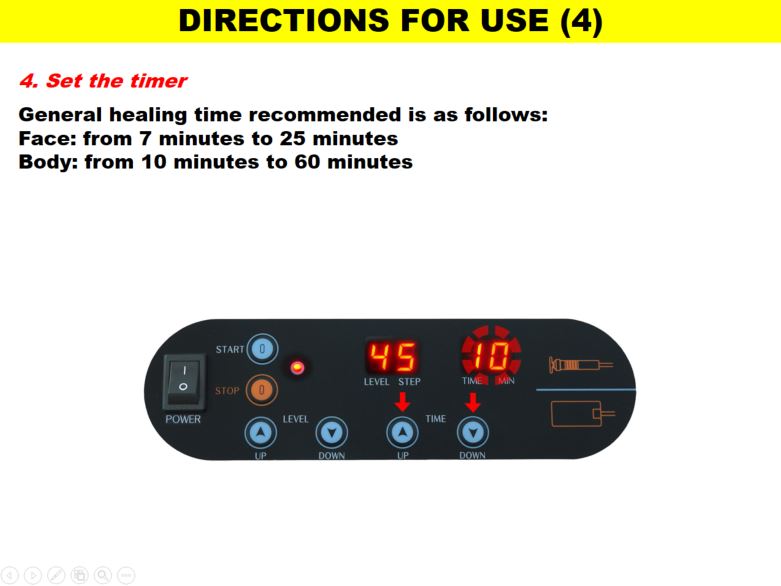 DIRECTIONS FOR USE (4)
4. Set the timer
General healing time recommended is as follows:
Face: from 7 minutes to 25 minutes
Body: from 10 minutes to 60 minutes
START
STOP
POWER
45
10
LEVEL STEP
TIME MIN
LEVEL
TIME
UP
DOWN
UP
DOWN